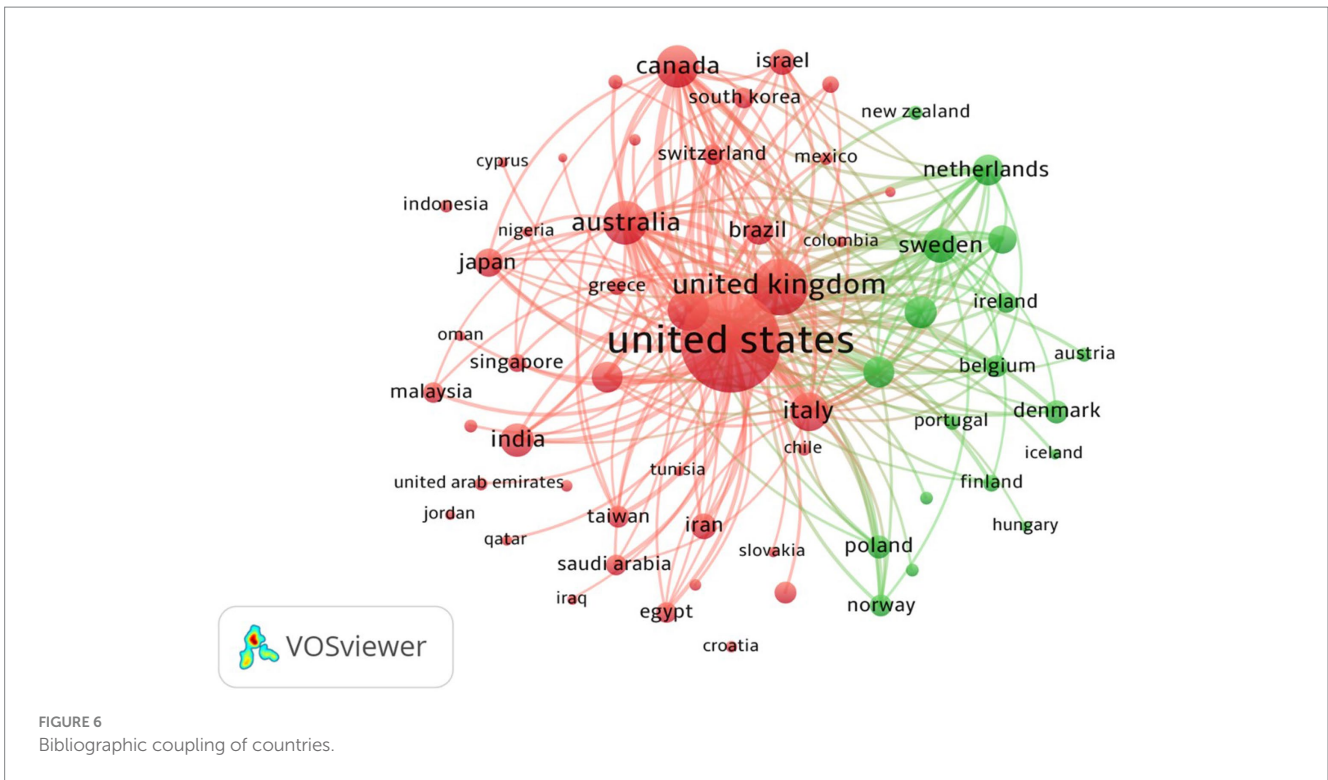 canada
israel
south korea
new zealand
cyprus
switzerland
mexico
netherlands
indonesia
nigeria
australia
brazil
colombia
sweden
japan
greece
united kingdom
ireland
oman
united states
singapore
belgium
austria
malaysia
italy
portugal
denmark
india
chile
iceland
united arab emirates
tunisia
finland
jordan
taiwan
iran
hungary
qatar
slovakia
poland
saudi arabia
iraq
egypt
norway
croatia
VOSviewer
FIGURE 6
Bibliographic coupling of countries.